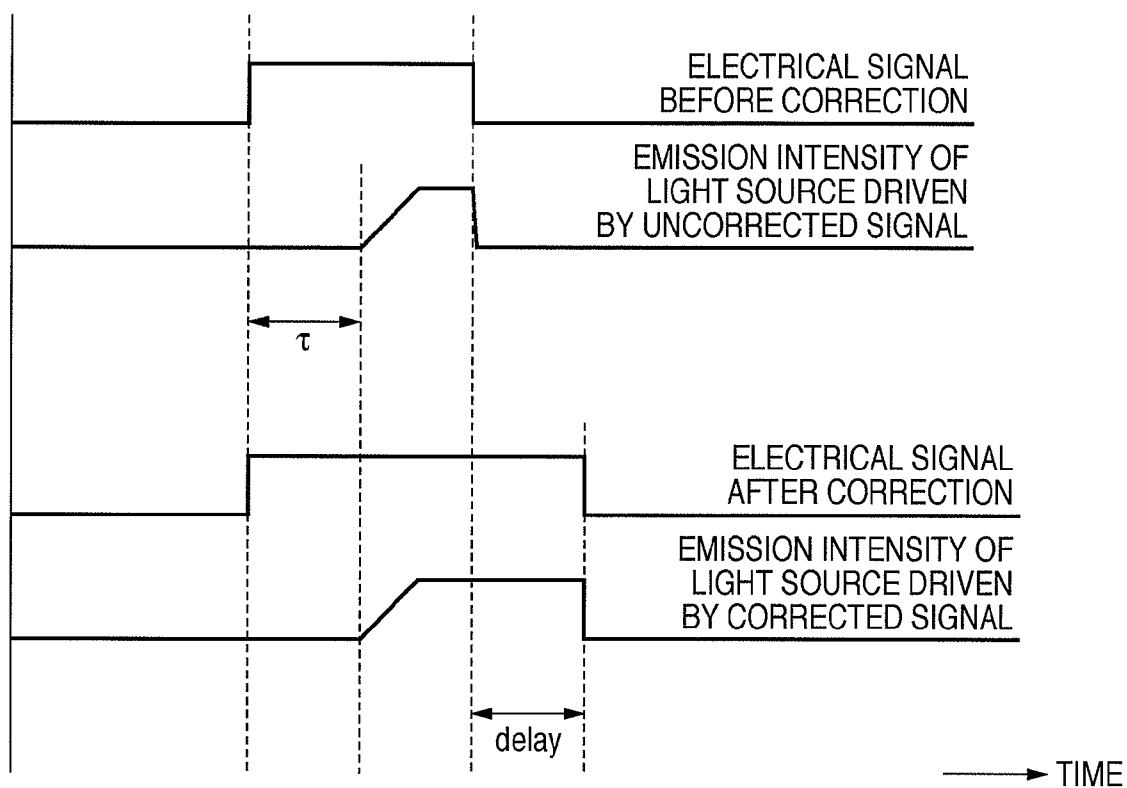 ELECTRICAL SIGNAL
BEFORE CORRECTION
EMISSION INTENSITY OF
LIGHT SOURCE DRIVEN
BY UNCORRECTED SIGNAL
τ
ELECTRICAL SIGNAL
AFTER CORRECTION
EMISSION INTENSITY OF
LIGHT SOURCE DRIVEN
BY CORRECTED SIGNAL
delay
TIME